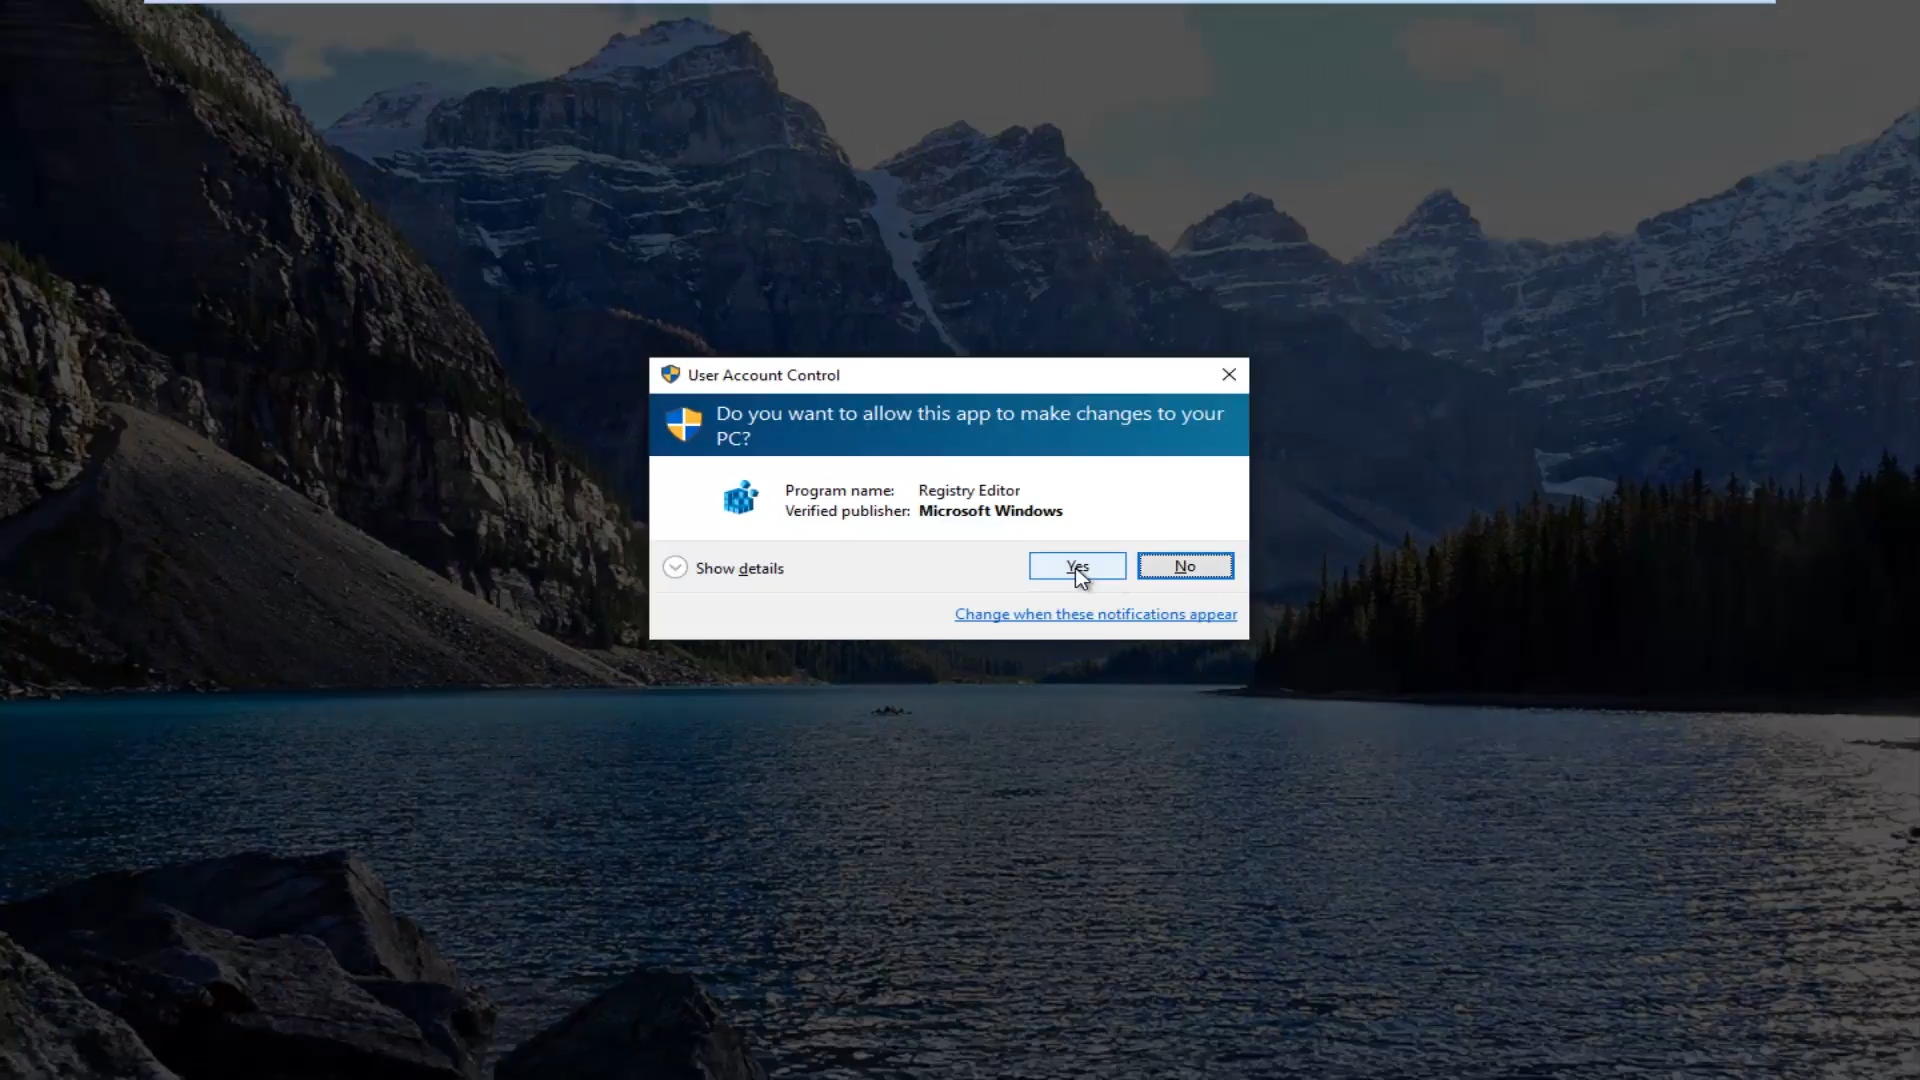 User Account Control
Do you want to allow this app to make changes to your
PC?
Program name: Registry Editor
Verified publisher: Microsoft Windows
Show details
Yes
No
Change when these notifications appear